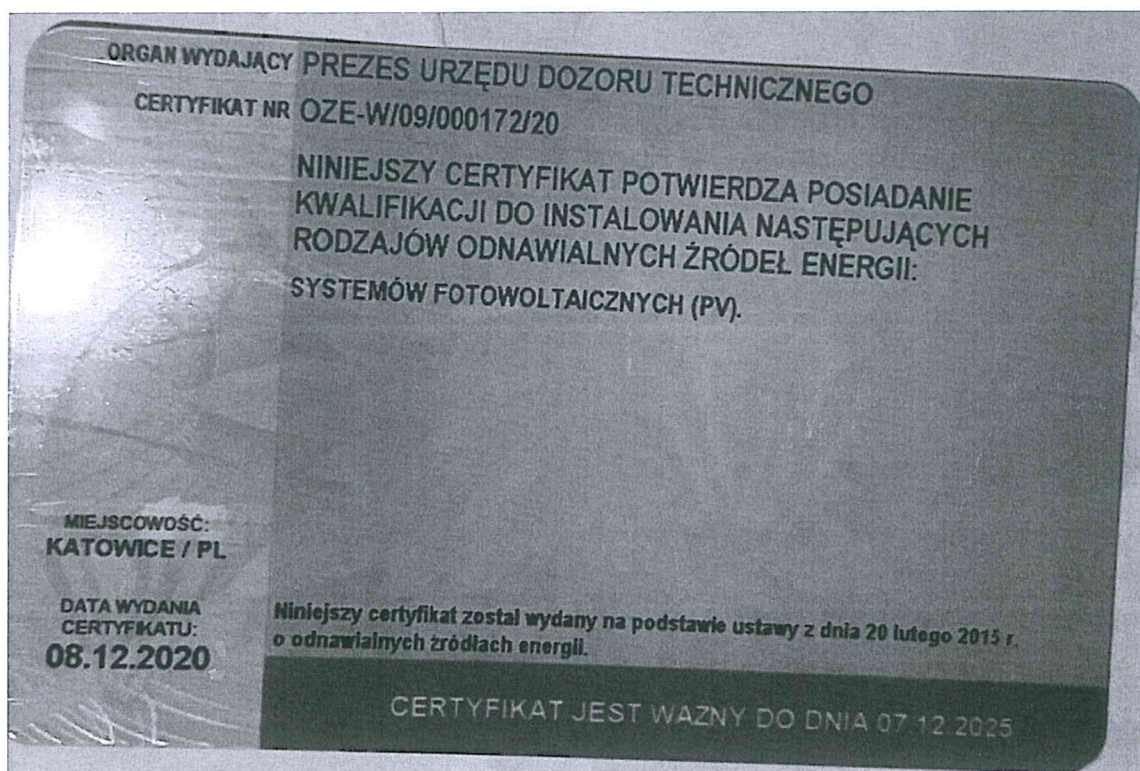 ORGAN WYDAJĄCY PREZES URZĘDU DOZORU TECHNICZNEGO
CERTYFIKAT NR OZE-W/09/000172/20
NINIEJSZY CERTYFIKAT POTWIERDZA POSIADANIE
KWALIFIKACJI DO INSTALOWANIA NASTĘPUJĄCYCH
RODZAJÓW ODNAWIALNYCH ŹRÓDEŁ ENERGII:
SYSTEMÓW FOTOWOLTAICZNYCH (PV).
MIEJSCOWOŚĆ:
KATOWICE / PL
DATA WYDANIA
CERTYFIKATU:
08.12.2020
Niniejszy certyfikat został wydany na podstawie ustawy z dnia 20 lutego 2015 r.
o odnawialnych źródłach energii.
CERTYFIKAT JEST WAŻNY DO DNIA 07.12.2025